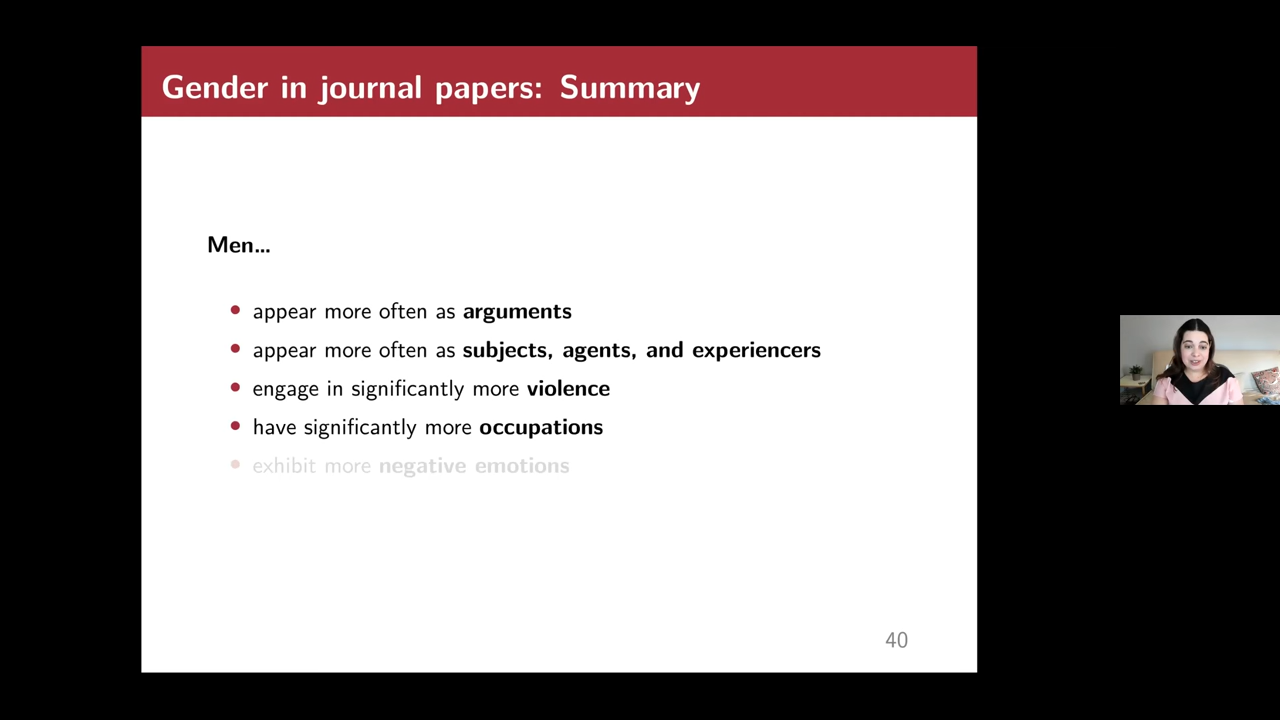 Gender in journal papers: Summary
Men...
• appear more often as arguments
• appear more often as subjects, agents, and experiencers
• engage in significantly more violence
• have significantly more occupations
• exhibit more negative emotions
40